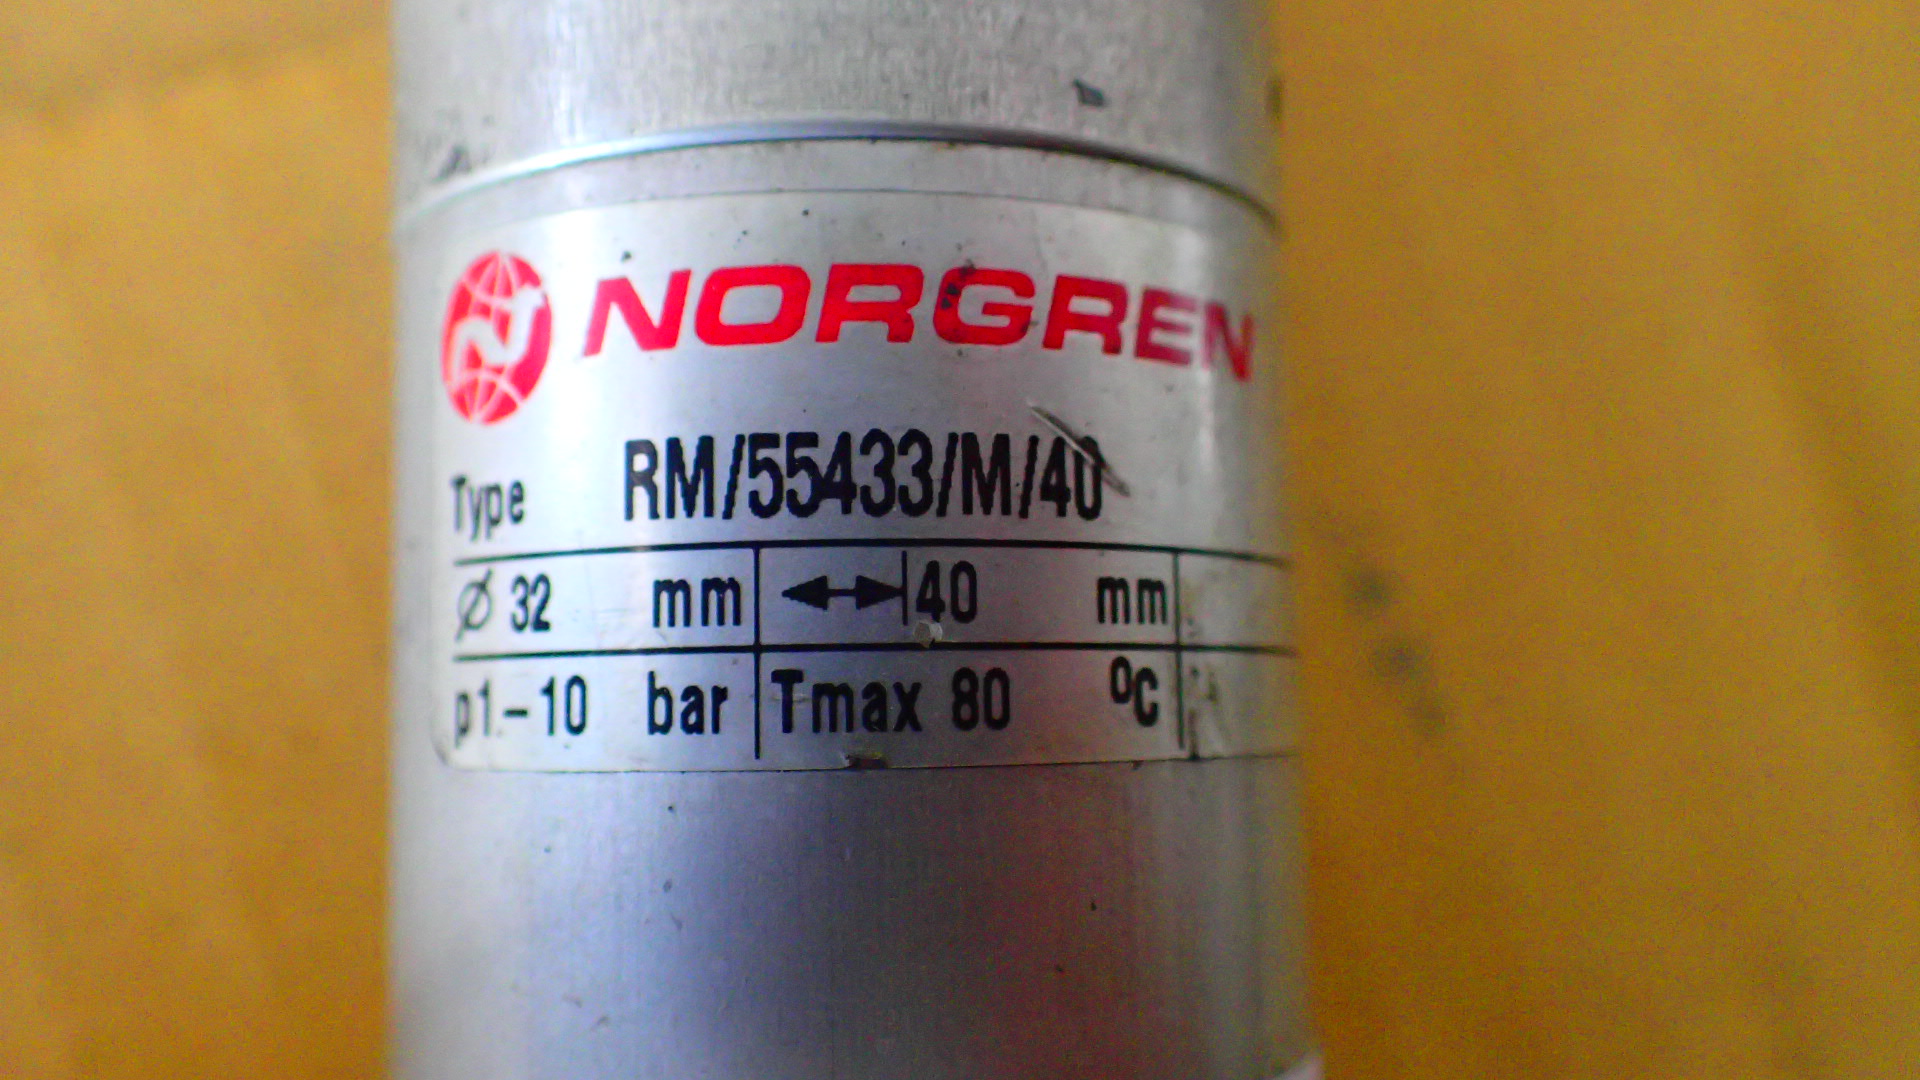 NORGREN
Type RM/55433/M/40
Ø 32 mm 40 mm
p1.-10 bar Tmax 80 °C